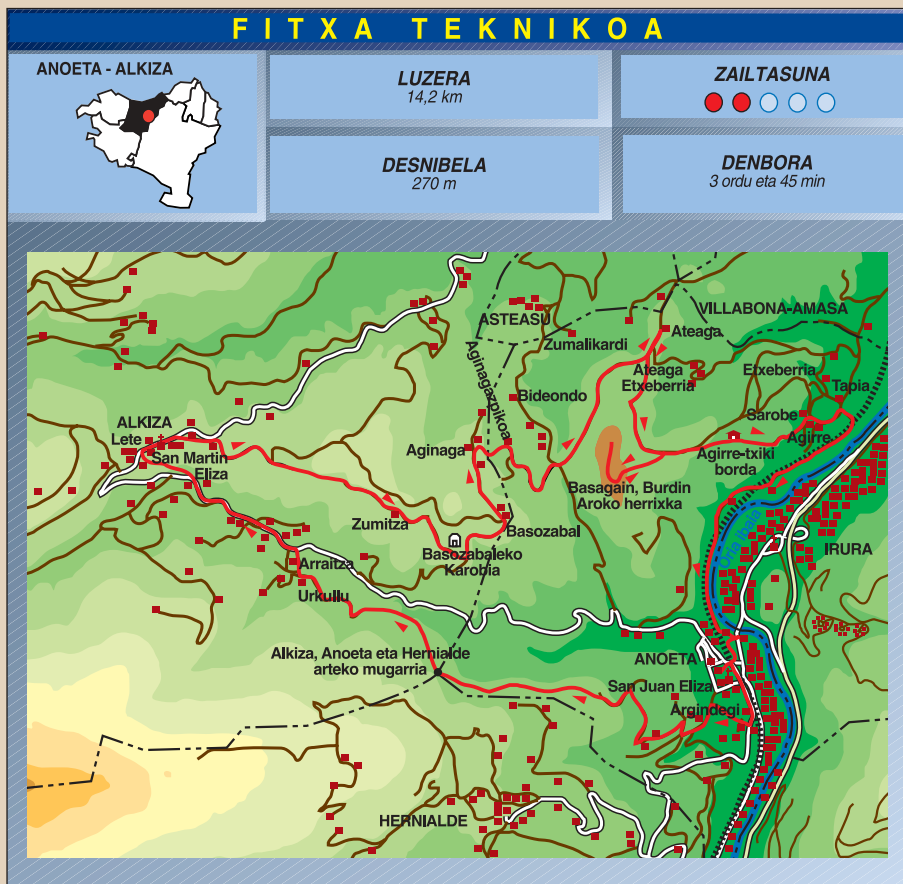 FITXA TEKNIKOA
ANOETA - ALKIZA
LUZERA
14,2 km
ZAILTASUNA
DESNIBELA
270 m
DENBORA
3 ordu eta 45 min
ASTEASU
VILLABONA-AMASA
Zumalikardi
Ateaga
Aginagazpikoa
Ateaga
Etxeberria
Etxeberria
Tapia
Bideondo
ALKIZA
Lete
San Martin
Eliza
Aginaga
Sarobe
Agirre
Agirre-txiki
borda
Basagain, Burdin
Aroko herrixka
Zumitza
Basozabal
Basozabaleko
Karobia
Oria Ibaia
IRURA
Arraitza
Urkullu
Alkiza, Anoeta eta Hernialde
arteko mugarria
ANOETA
San Juan Eliza
Argindegi
HERNIALDE